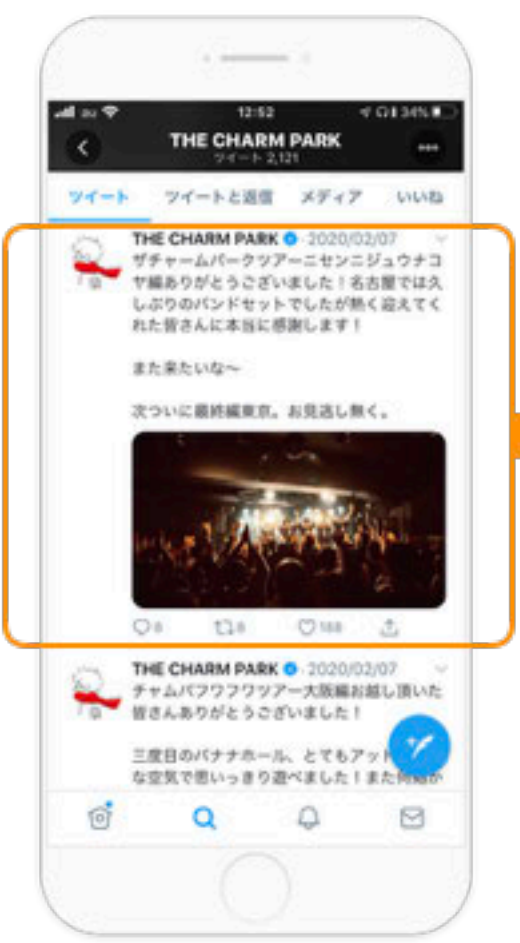 au
12:52
34%
THE CHARM PARK
ツイート 2,121
ツイート ツイートと返信 メディア いいね
THE CHARM PARK · 2020/02/07
ザチャームパークツアーニセンニジュウナコ
ヤ編ありがとうございました！名古屋では久
しぶりのバンドセットでしたが熱く迎えてく
れた皆さんに本当に感謝します！
また来たいな〜
次ついに最終編東京。お見逃し無く。
8 8 188
THE CHARM PARK · 2020/02/07
チャムパフワフワツアー大阪編お越し頂いた
皆さんありがとうございました！
三度目のバナナホール、とてもアット
な空気で思いっきり遊べました！また